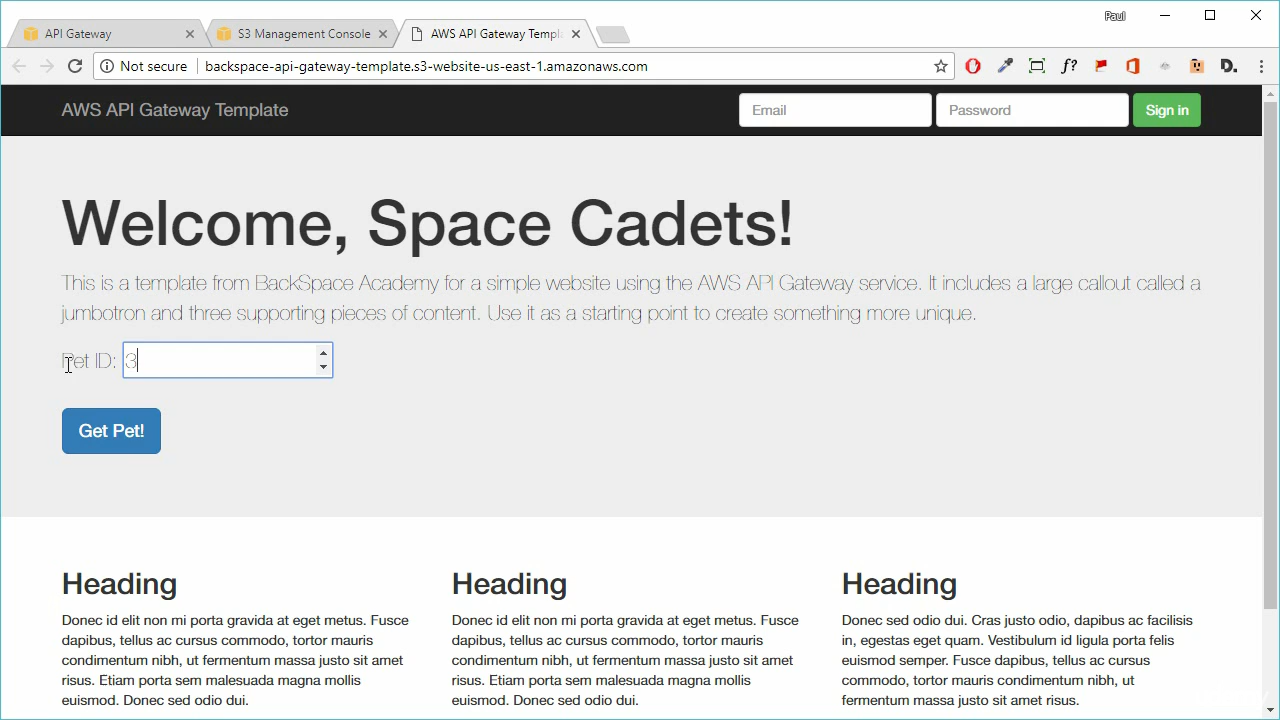 Paul
API Gateway
S3 Management Console
AWS API Gateway Templ
Not secure
backspace-api-gateway-template.s3-website-us-east-1.amazonaws.com
f?
D.
AWS API Gateway Template
Email
Password
Sign in
Welcome, Space Cadets!
This is a template from BackSpace Academy for a simple website using the AWS API Gateway service. It includes a large callout called a
jumbotron and three supporting pieces of content. Use it as a starting point to create something more unique.
Pet ID: 3
Get Pet!
Heading
Donec id elit non mi porta gravida at eget metus. Fusce
dapibus, tellus ac cursus commodo, tortor mauris
condimentum nibh, ut fermentum massa justo sit amet
risus. Etiam porta sem malesuada magna mollis
euismod. Donec sed odio dui.
Heading
Donec id elit non mi porta gravida at eget metus. Fusce
dapibus, tellus ac cursus commodo, tortor mauris
condimentum nibh, ut fermentum massa justo sit amet
risus. Etiam porta sem malesuada magna mollis
euismod. Donec sed odio dui.
Heading
Donec sed odio dui. Cras justo odio, dapibus ac facilisis
in, egestas eget quam. Vestibulum id ligula porta felis
euismod semper. Fusce dapibus, tellus ac cursus
commodo, tortor mauris condimentum nibh, ut
fermentum massa justo sit amet risus.